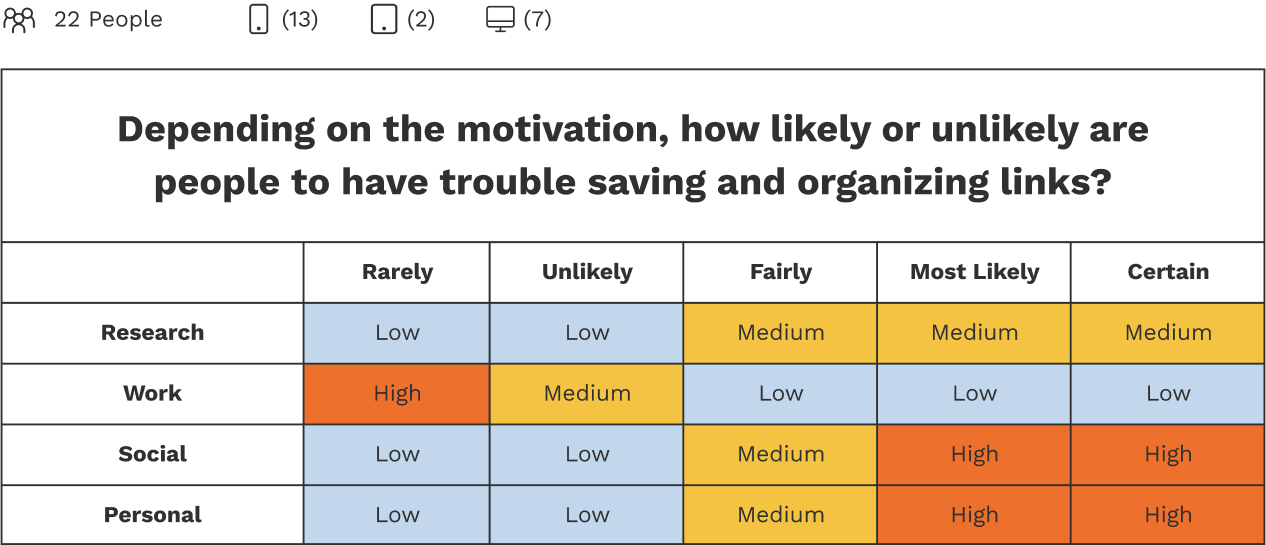 22 People (13) (2) (7)
Depending on the motivation, how likely or unlikely are
people to have trouble saving and organizing links?
Rarely Unlikely Fairly Most Likely Certain
Research Low Low Medium Medium Medium
Work High Medium Low Low Low
Social Low Low Medium High High
Personal Low Low Medium High High